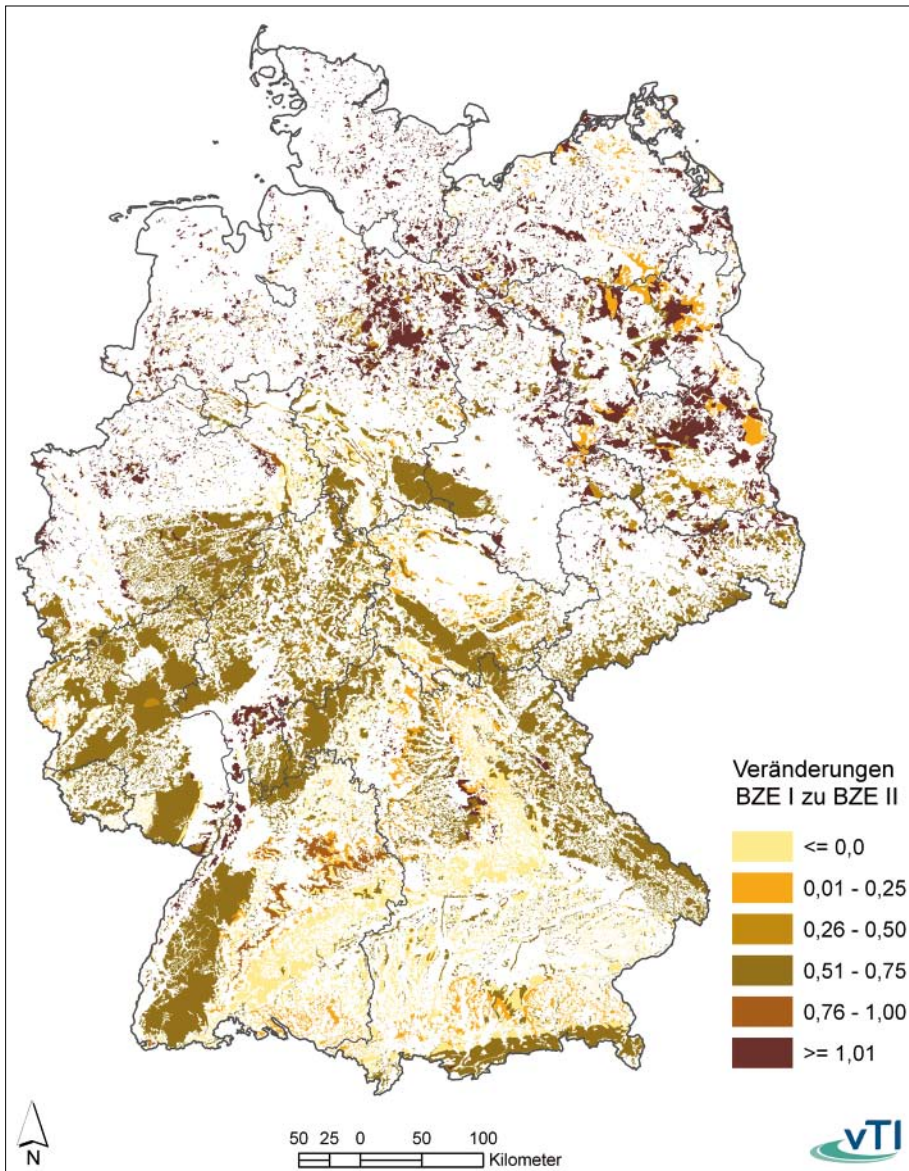 Veränderungen
BZE I zu BZE II
<= 0,0
0,01 - 0,25
0,26 - 0,50
0,51 - 0,75
0,76 - 1,00
>= 1,01
N
50 25 0 50 100
Kilometer
vTI